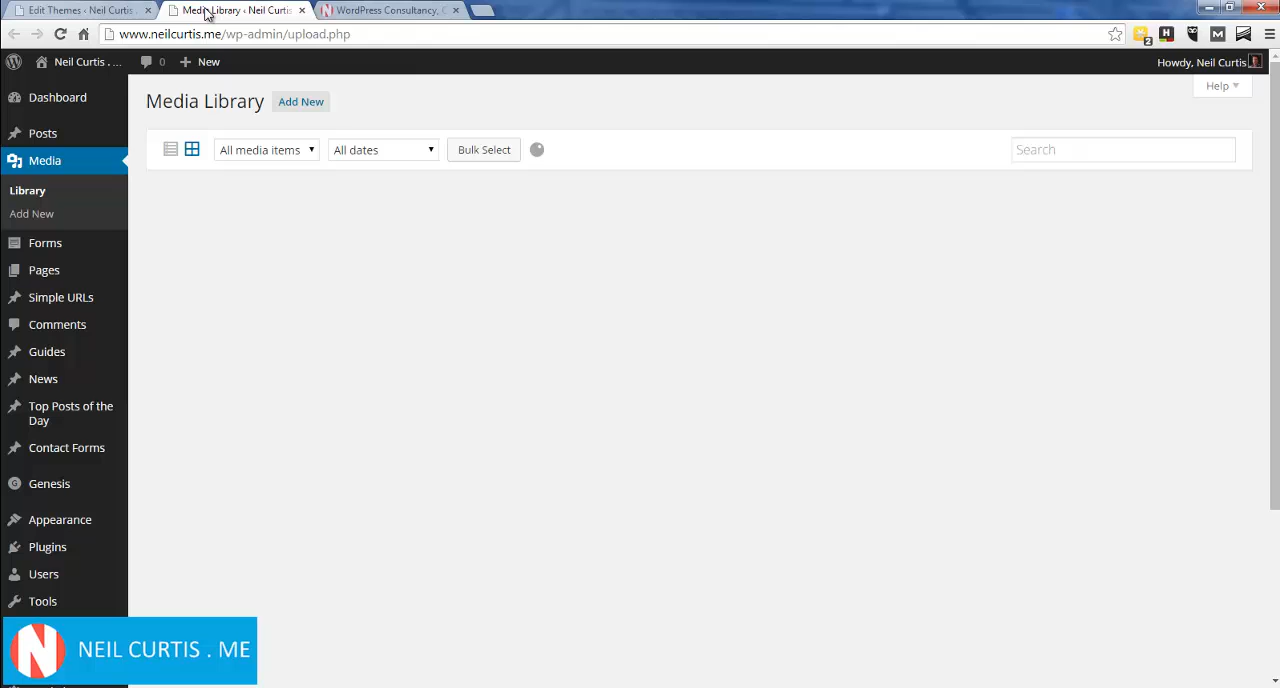 Edit Themes ‹ Neil Curtis
Media Library ‹ Neil Curtis
WordPress Consultancy, C
www.neilcurtis.me/wp-admin/upload.php
2
Neil Curtis . ...
0
New
Howdy, Neil Curtis
Help
Dashboard
Posts
Media
Library
Add New
Forms
Pages
Simple URLs
Comments
Guides
News
Top Posts of the
Day
Contact Forms
Genesis
Appearance
Plugins
Users
Tools
Media Library
Add New
All media items
All dates
Bulk Select
Search
NEIL CURTIS . ME